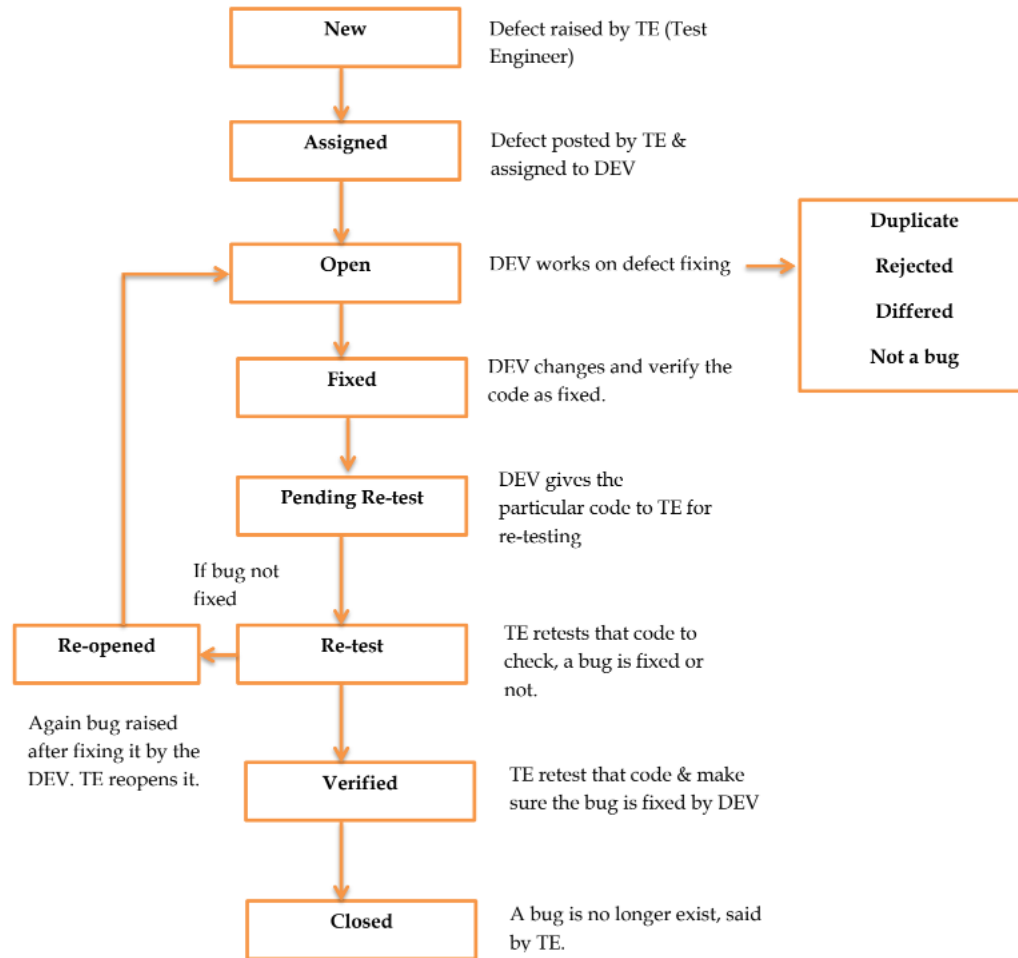 New
Defect raised by TE (Test
Engineer)
Assigned
Defect posted by TE &
assigned to DEV
Duplicate
Open
DEV works on defect fixing
Rejected
Differed
Not a bug
Fixed
DEV changes and verify the
code as fixed.
Pending Re-test
DEV gives the
particular code to TE for
re-testing
If bug not
fixed
Re-opened
Re-test
TE retests that code to
check, a bug is fixed or
not.
Again bug raised
after fixing it by the
DEV. TE reopens it.
Verified
TE retest that code & make
sure the bug is fixed by DEV
Closed
A bug is no longer exist, said
by TE.